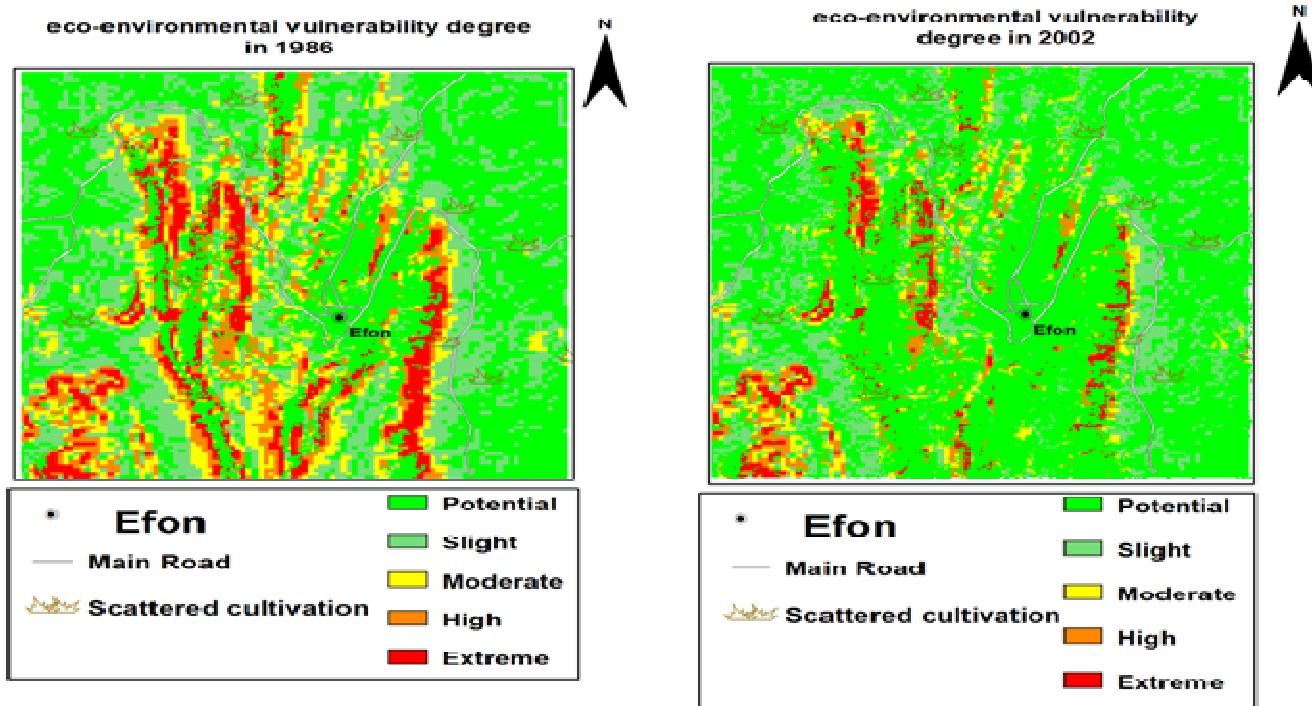 eco-environmental vulnerability degree
in 1986
N
Efon
Efon
Main Road
Scattered cultivation
Potential
Slight
Moderate
High
Extreme
eco-environmental vulnerability
degree in 2002
N
Efon
Efon
Main Road
Scattered cultivation
Potential
Slight
Moderate
High
Extreme